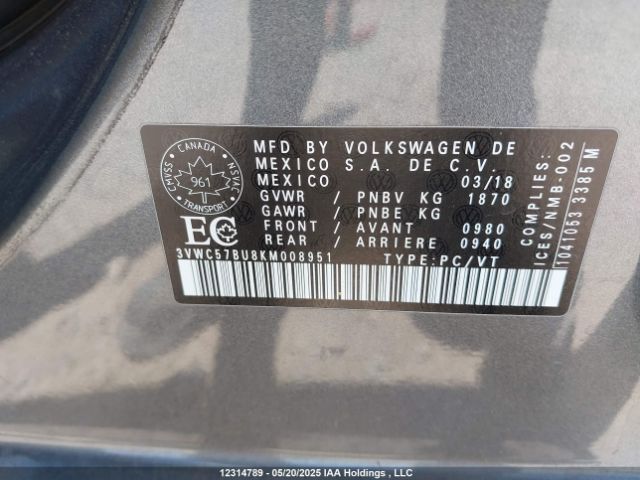 CANADA
CMVSS
NSVAC
961
TRANSPORT
EC
MFD BY VOLKSWAGEN DE
MEXICO S.A. DE C.V.
MEXICO 03/18
GVWR / PNBV KG 1870
GAWR / PNBE KG
FRONT / AVANT 0980
REAR / ARRIERE 0940
3VWC57BU8KM008951 TYPE:PC/VT
COMPLIES:
ICES/NMB-002
1041063 3385 M
12314789 — 05/20/2025 IAA Holdings , LLC